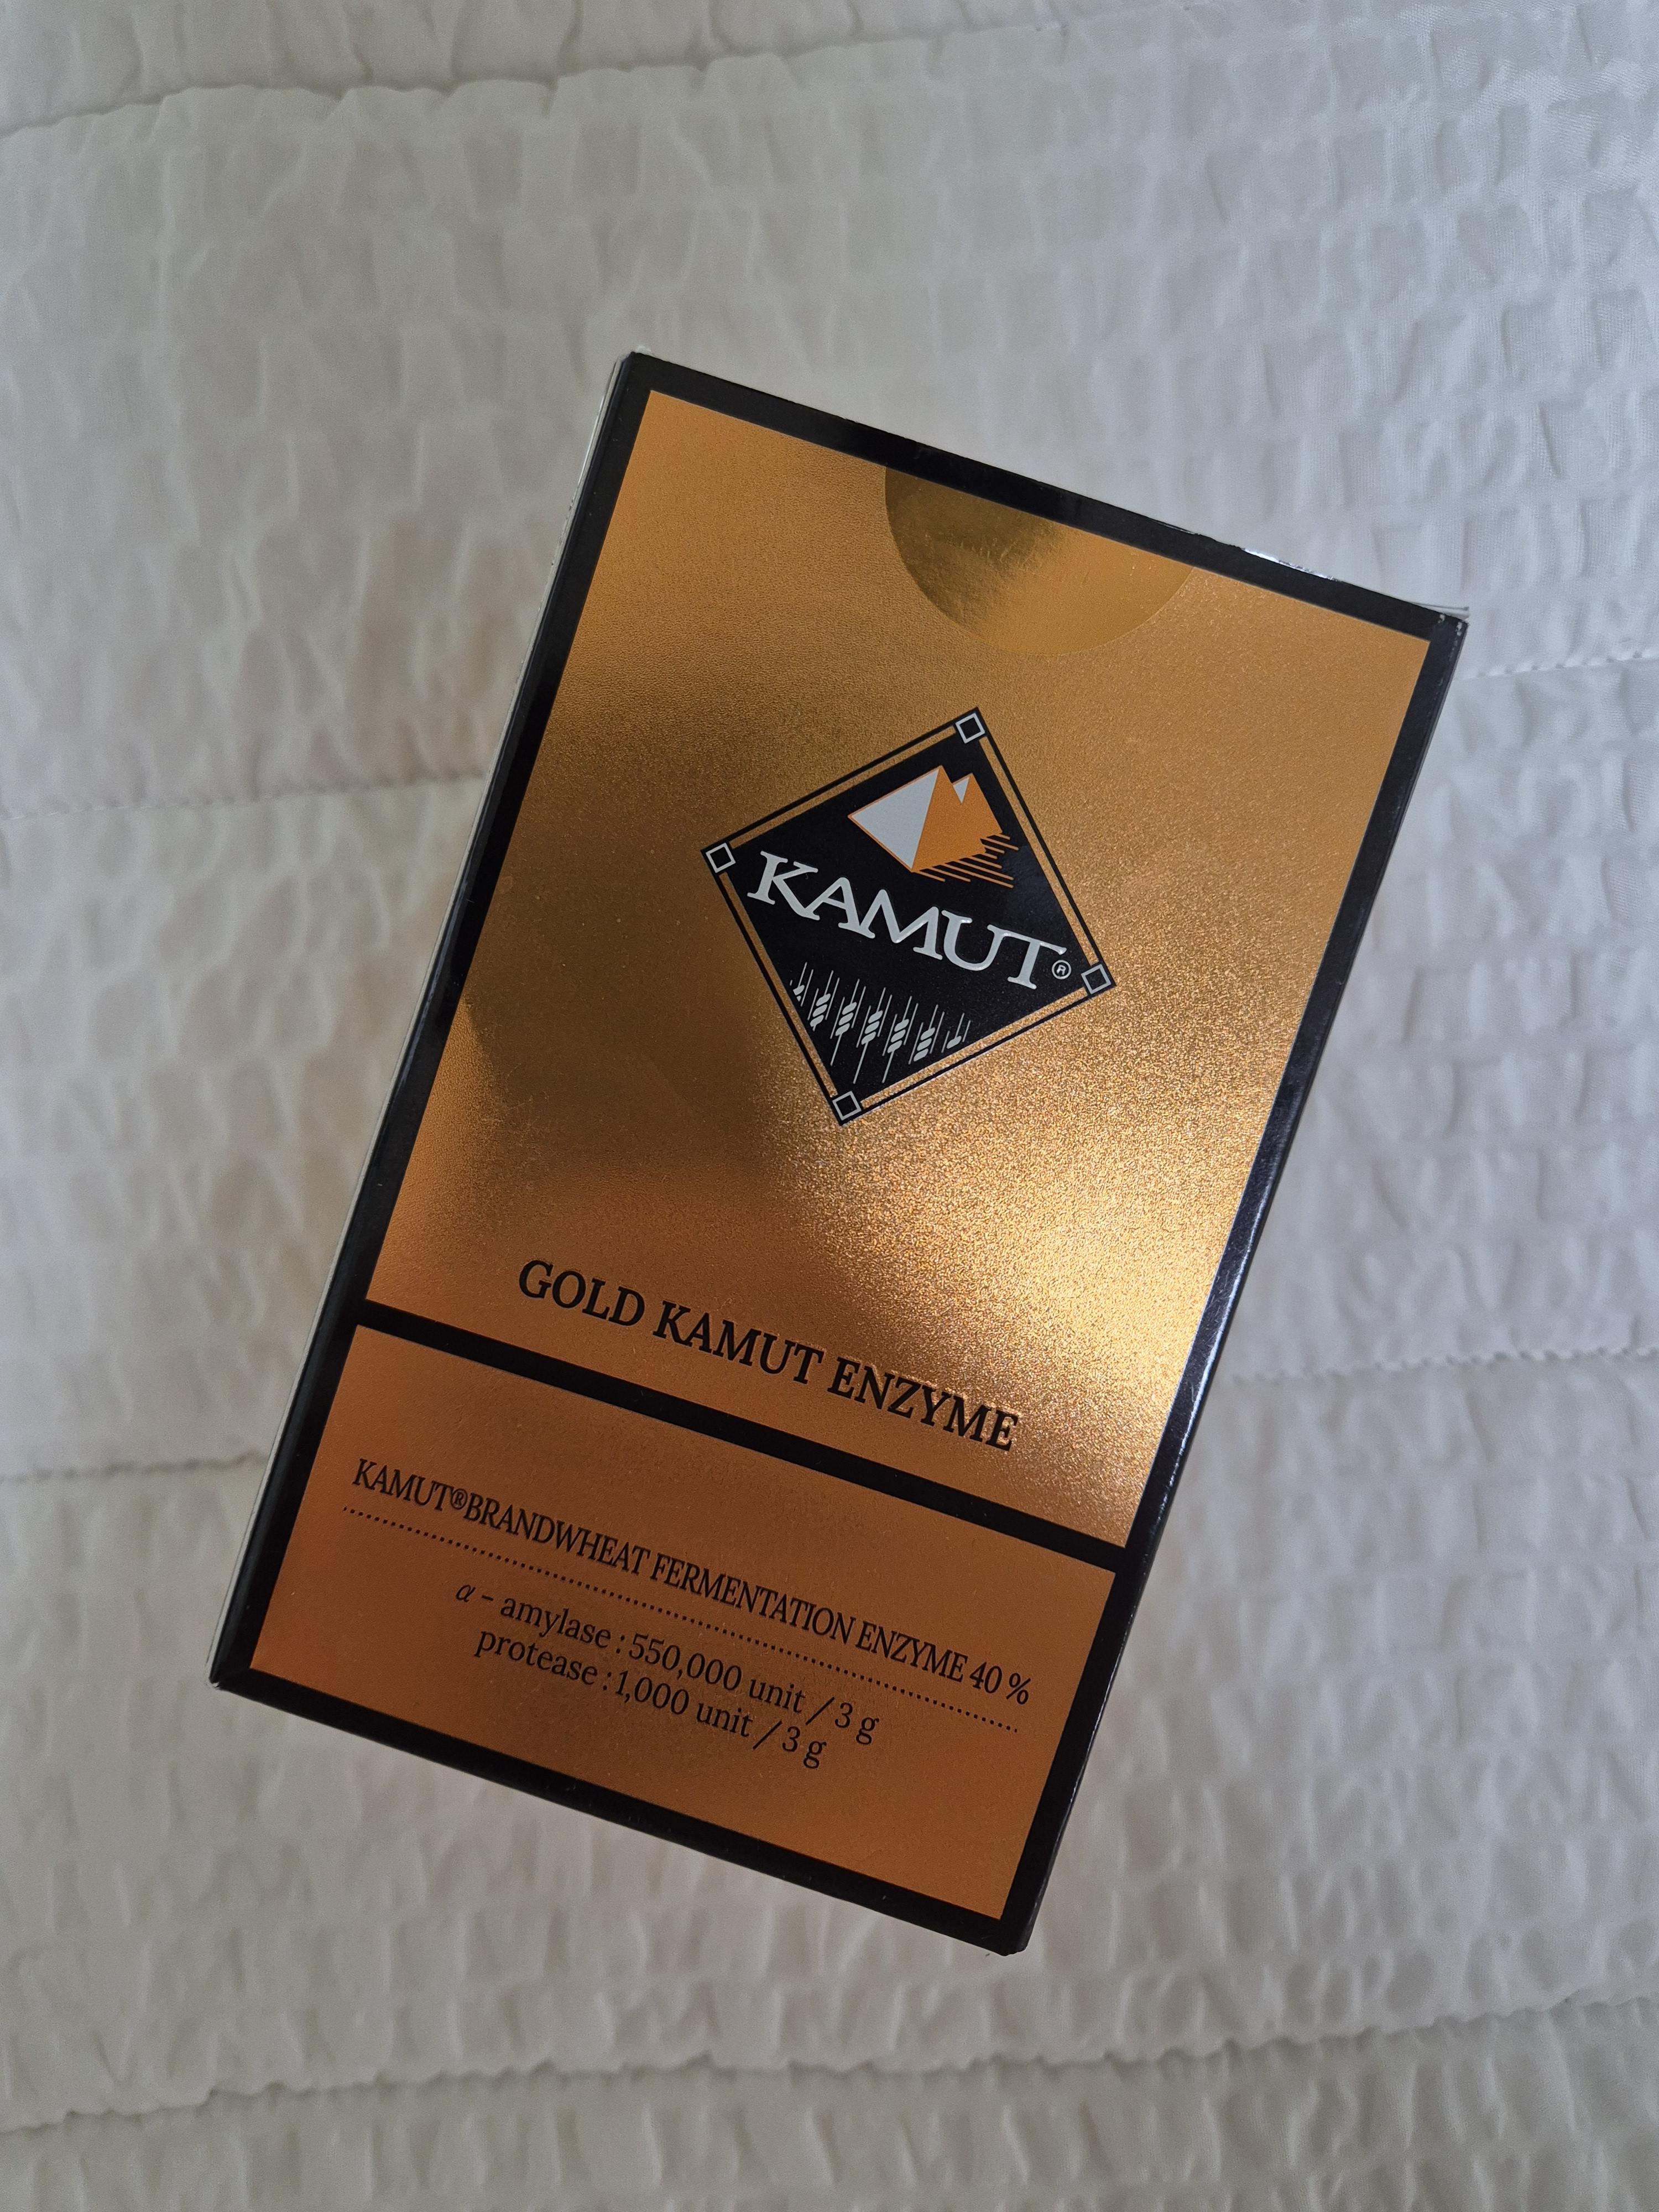 KAMUT®
GOLD KAMUT ENZYME
KAMUT®BRANDWHEAT FERMENTATION ENZYME 40 %
α - amylase : 550,000 unit / 3 g
protease : 1,000 unit / 3 g